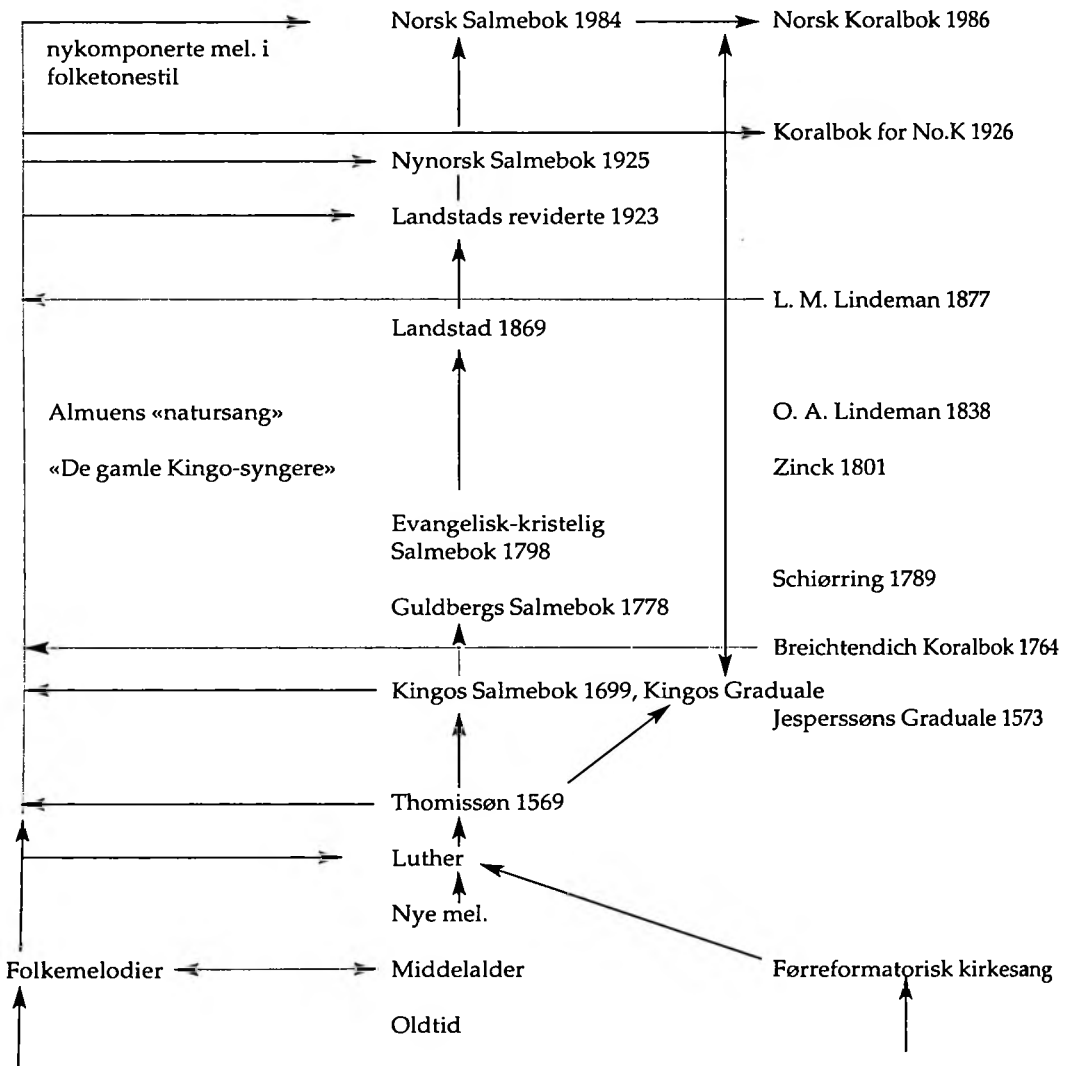 Norsk Salmebok 1984
Norsk Koralbok 1986
nykomponerte mel. i
folketonestil
Koralbok for No.K 1926
Nynorsk Salmebok 1925
Landstads reviderte 1923
L. M. Lindeman 1877
Landstad 1869
Almuens «natursang»
O. A. Lindeman 1838
«De gamle Kingo-syngere»
Zinck 1801
Evangelisk-kristelig
Salmebok 1798
Schiørring 1789
Guldbergs Salmebok 1778
Breichtendich Koralbok 1764
Kingos Salmebok 1699, Kingos Graduale
Jesperssøns Graduale 1573
Thomissøn 1569
Luther
Nye mel.
Folkemelodier
Middelalder
Førreformatorisk kirkesang
Oldtid